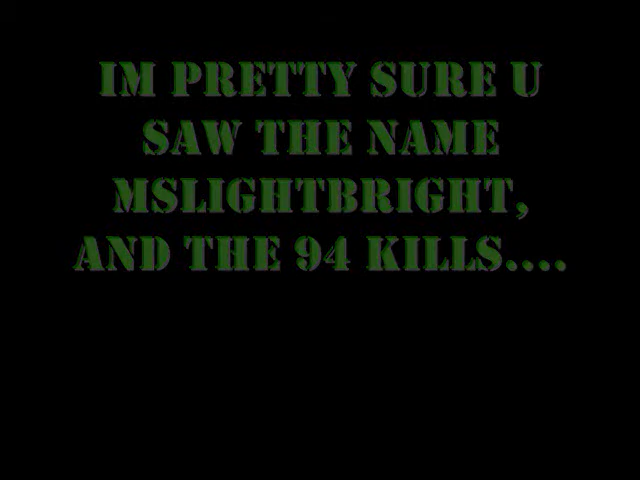 IM PRETTY SURE U
SAW THE NAME
MSLIGHTBRIGHT,
AND THE 94 KILLS....